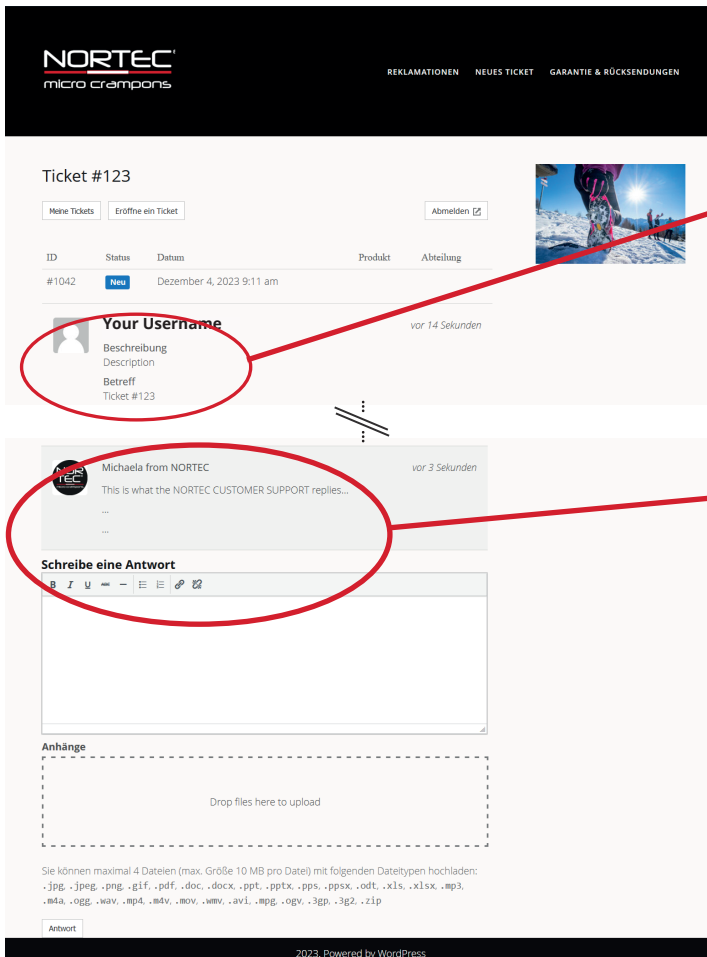 NORTEC
micro crampons
REKLAMATIONEN NEUES TICKET GARANTIE & RÜCKSENDUNGEN
Ticket #123
Meine Tickets Eröffne ein Ticket Abmelden
ID Status Datum Produkt Abteilung
#1042 Neu Dezember 4, 2023 9:11 am
Your Username vor 14 Sekunden
Beschreibung
Description
Betreff
Ticket #123
NORTEC
Michaela from NORTEC vor 3 Sekunden
This is what the NORTEC CUSTOMER SUPPORT replies...
...
...
Schreibe eine Antwort
B I U ABC
Anhänge
Drop files here to upload
Sie können maximal 4 Dateien (max. Größe 10 MB pro Datei) mit folgenden Dateitypen hochladen:
.jpg, .jpeg, .png, .gif, .pdf, .doc, .docx, .ppt, .pptx, .pps, .ppsx, .odt, .xls, .xlsx, .mp3,
.m4a, .ogg, .wav, .mp4, .m4v, .mov, .wmv, .avi, .mpg, .ogv, .3gp, .3g2, .zip
Antwort
2023. Powered by WordPress